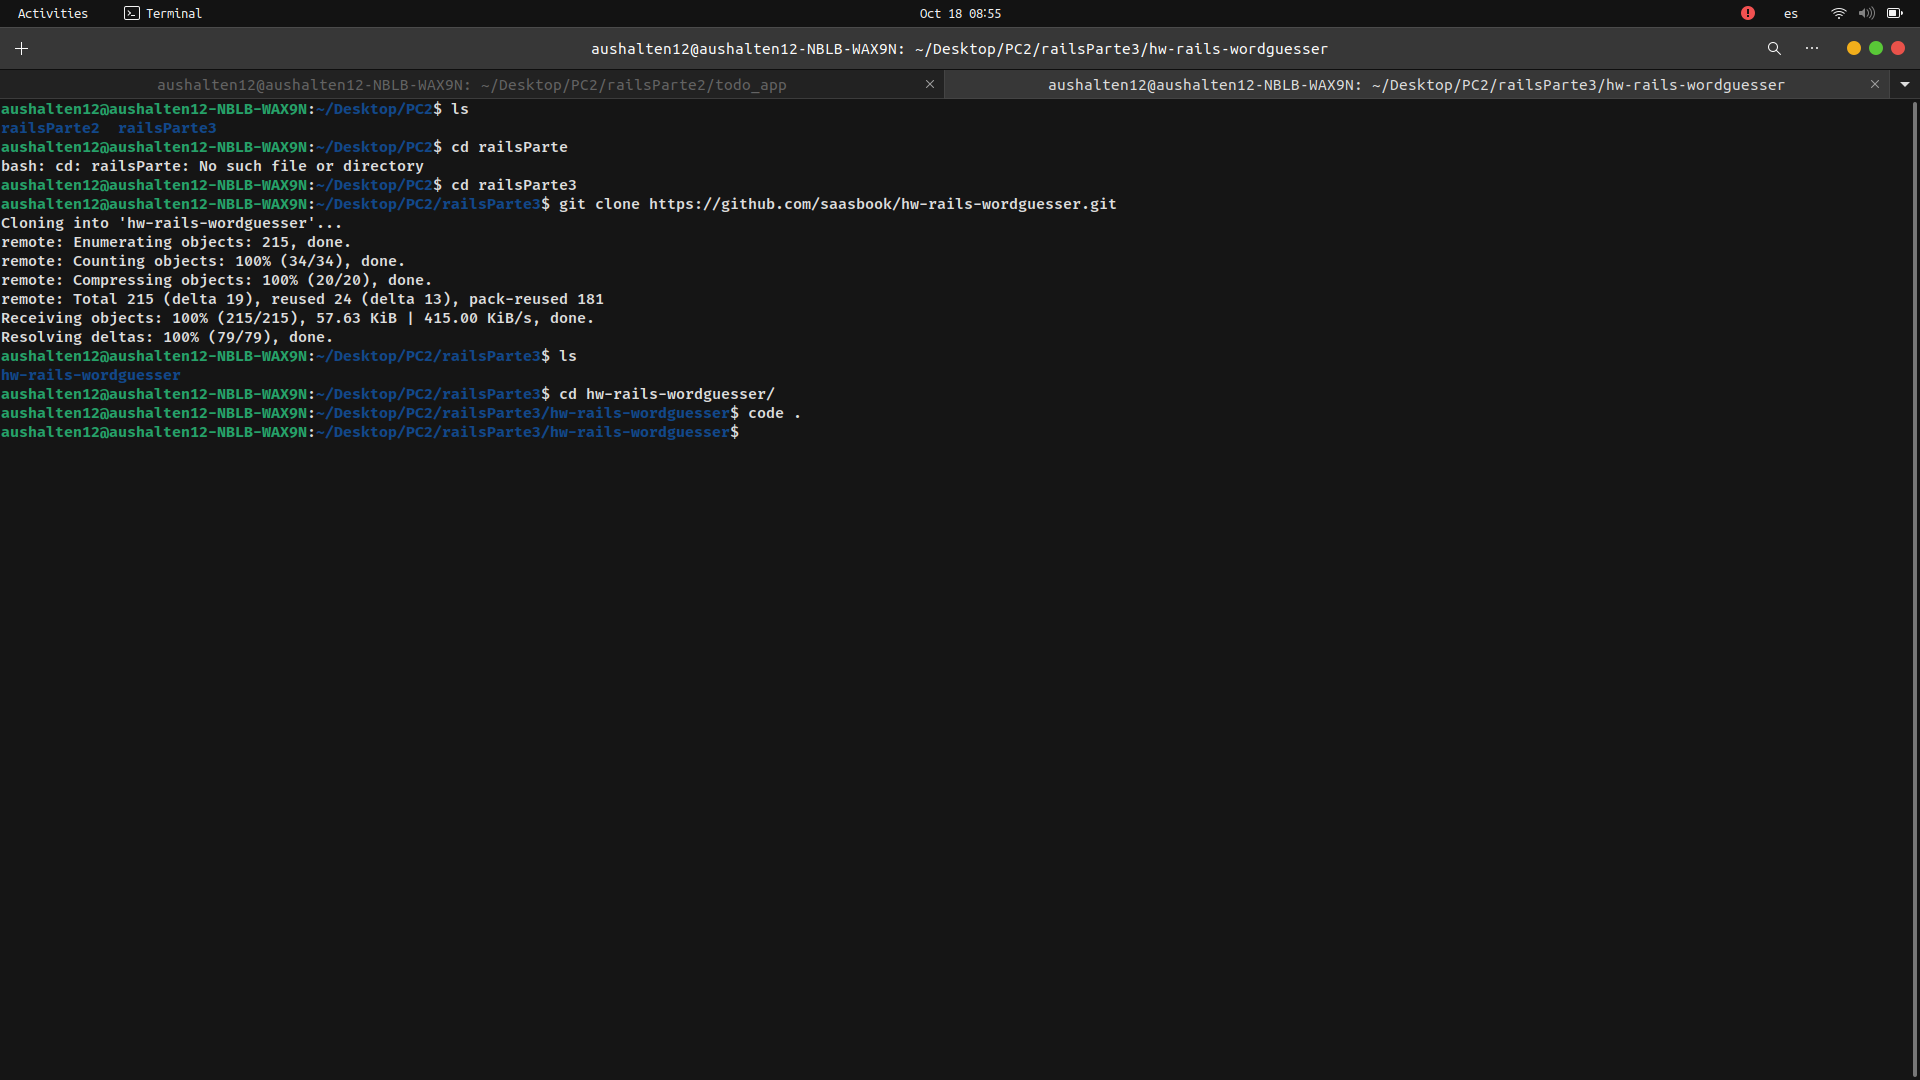 Activities Terminal Oct 18 08:55 es
aushalten12@aushalten12-NBLB-WAX9N: ~/Desktop/PC2/railsParte3/hw-rails-wordguesser
aushalten12@aushalten12-NBLB-WAX9N: ~/Desktop/PC2/railsParte2/todo_app aushalten12@aushalten12-NBLB-WAX9N: ~/Desktop/PC2/railsParte3/hw-rails-wordguesser
aushalten12@aushalten12-NBLB-WAX9N:~/Desktop/PC2$ ls
railsParte2  railsParte3
aushalten12@aushalten12-NBLB-WAX9N:~/Desktop/PC2$ cd railsParte
bash: cd: railsParte: No such file or directory
aushalten12@aushalten12-NBLB-WAX9N:~/Desktop/PC2$ cd railsParte3
aushalten12@aushalten12-NBLB-WAX9N:~/Desktop/PC2/railsParte3$ git clone https://github.com/saasbook/hw-rails-wordguesser.git
Cloning into 'hw-rails-wordguesser'...
remote: Enumerating objects: 215, done.
remote: Counting objects: 100% (34/34), done.
remote: Compressing objects: 100% (20/20), done.
remote: Total 215 (delta 19), reused 24 (delta 13), pack-reused 181
Receiving objects: 100% (215/215), 57.63 KiB | 415.00 KiB/s, done.
Resolving deltas: 100% (79/79), done.
aushalten12@aushalten12-NBLB-WAX9N:~/Desktop/PC2/railsParte3$ ls
hw-rails-wordguesser
aushalten12@aushalten12-NBLB-WAX9N:~/Desktop/PC2/railsParte3$ cd hw-rails-wordguesser/
aushalten12@aushalten12-NBLB-WAX9N:~/Desktop/PC2/railsParte3/hw-rails-wordguesser$ code .
aushalten12@aushalten12-NBLB-WAX9N:~/Desktop/PC2/railsParte3/hw-rails-wordguesser$